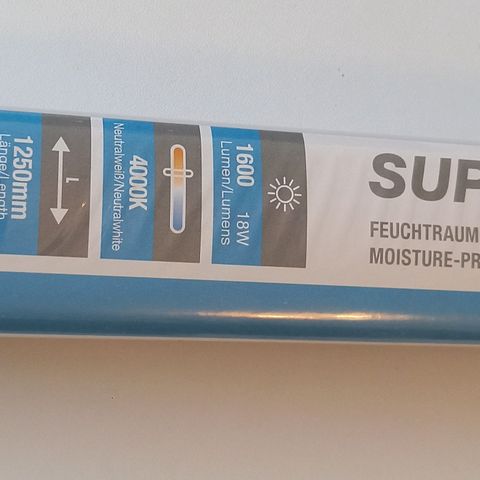 1250mm
Länge/Length
L
4000K
Neutralweiß/Neutralwhite
1600 18W
Lumen/Lumens
SUP
FEUCHTRAUM
MOISTURE-PR